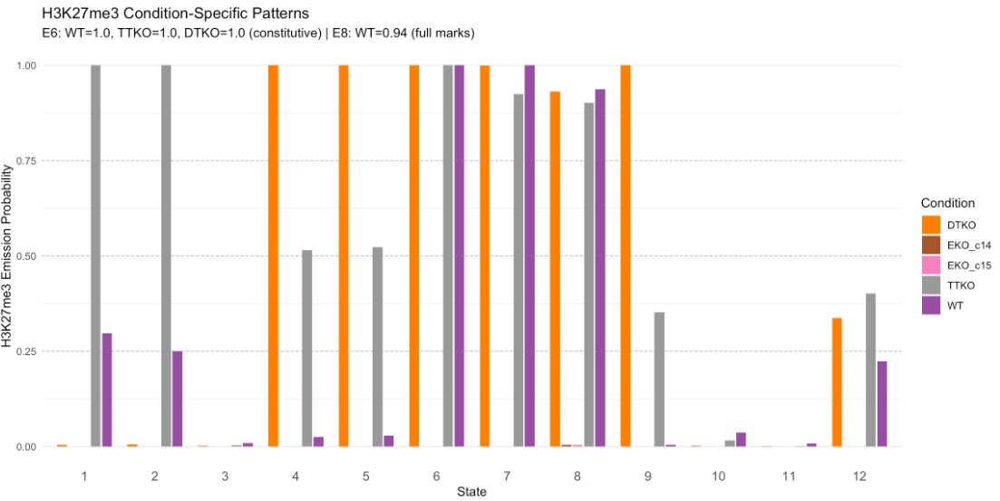 H3K27me3 Condition-Specific Patterns
E6: WT=1.0, TTKO=1.0, DTKO=1.0 (constitutive) | E8: WT=0.94 (full marks)
H3K27me3 Emission Probability
1.00
0.75
0.50
0.25
0.00
1 2 3 4 5 6 7 8 9 10 11 12
State
Condition
DTKO
EKO_c14
EKO_c15
TTKO
WT